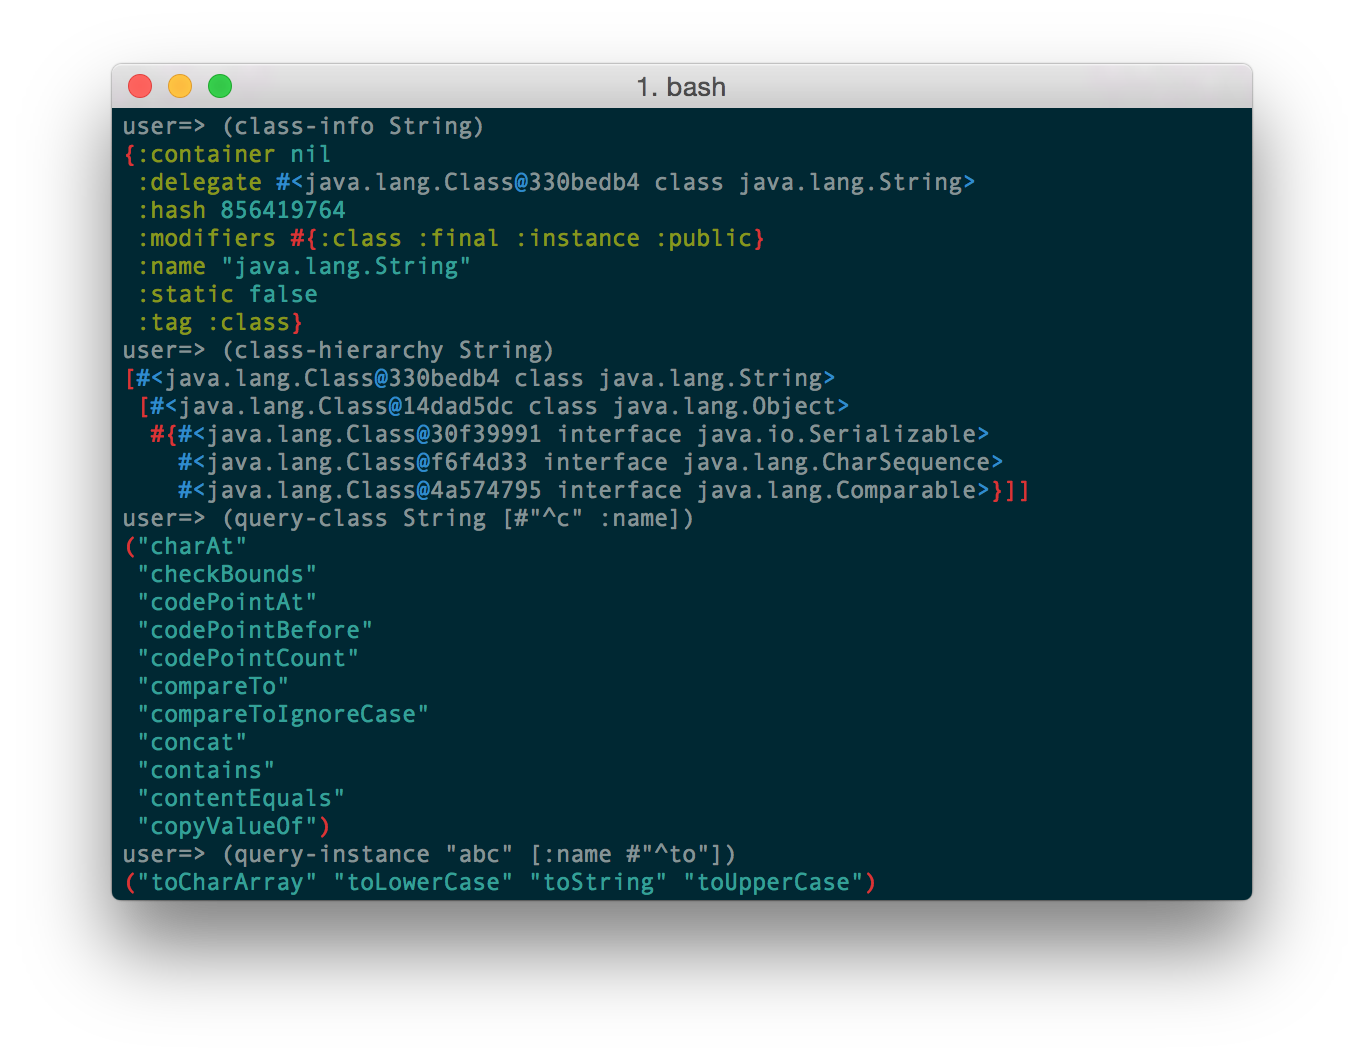 1. bash
user=> (class-info String)
{:container nil
 :delegate #<java.lang.Class@330bedb4 class java.lang.String>
 :hash 856419764
 :modifiers #{:class :final :instance :public}
 :name "java.lang.String"
 :static false
 :tag :class}
user=> (class-hierarchy String)
[#<java.lang.Class@330bedb4 class java.lang.String>
 [#<java.lang.Class@14dad5dc class java.lang.Object>
  #{#<java.lang.Class@30f39991 interface java.io.Serializable>
    #<java.lang.Class@f6f4d33 interface java.lang.CharSequence>
    #<java.lang.Class@4a574795 interface java.lang.Comparable>}]]
user=> (query-class String [#"^c" :name])
("charAt"
 "checkBounds"
 "codePointAt"
 "codePointBefore"
 "codePointCount"
 "compareTo"
 "compareToIgnoreCase"
 "concat"
 "contains"
 "contentEquals"
 "copyValueOf")
user=> (query-instance "abc" [:name #"^to"])
("toCharArray" "toLowerCase" "toString" "toUpperCase")